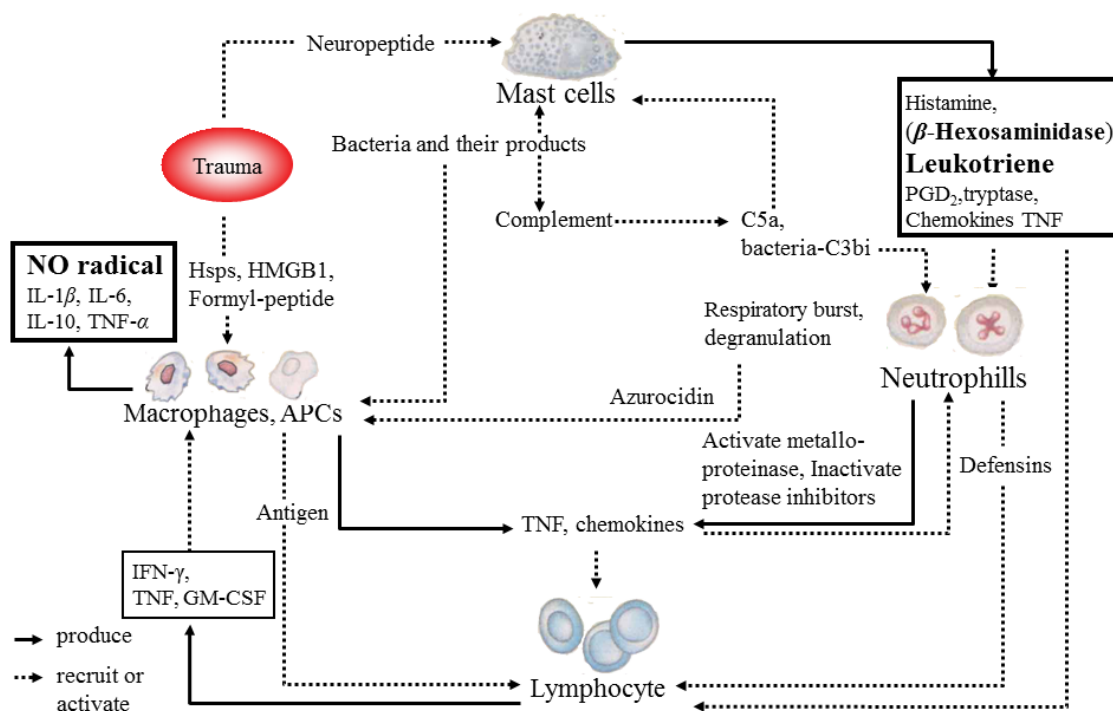 Neuropeptide
Mast cells
Histamine,
(β-Hexosaminidase)
Leukotriene
PGD₂,tryptase,
Chemokines TNF
Trauma
Bacteria and their products
Complement
C5a,
bacteria-C3bi
NO radical
IL-1β, IL-6,
IL-10, TNF-α
Hsps, HMGB1,
Formyl-peptide
Respiratory burst,
degranulation
Neutrophills
Macrophages, APCs
Azurocidin
Activate metallo-
proteinase, Inactivate
protease inhibitors
Defensins
Antigen
TNF, chemokines
IFN-γ,
TNF, GM-CSF
produce
recruit or
activate
Lymphocyte